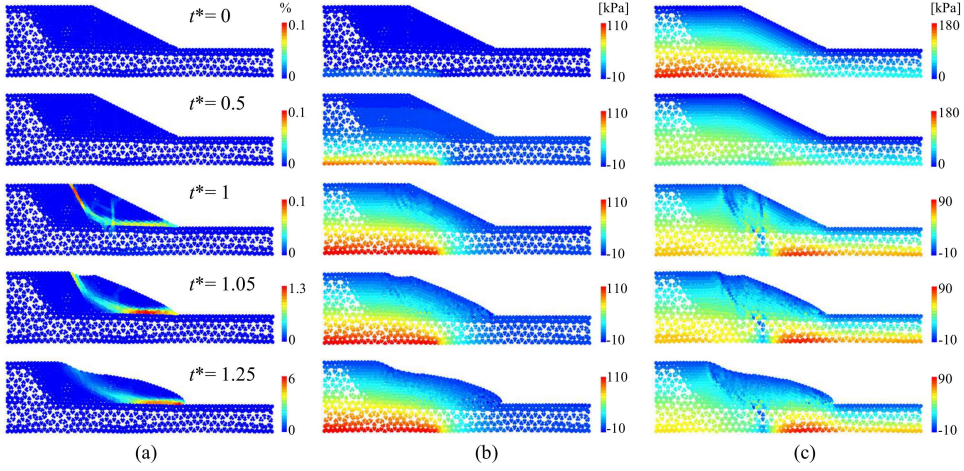 % [kPa] [kPa]
t*= 0 0.1 110 180
0 -10 0
t*= 0.5 0.1 110 180
0 -10 0
t*= 1 0.1 110 90
0 -10 -10
t*= 1.05 1.3 110 90
0 -10 -10
t*= 1.25 6 110 90
0 -10 -10
(a) (b) (c)